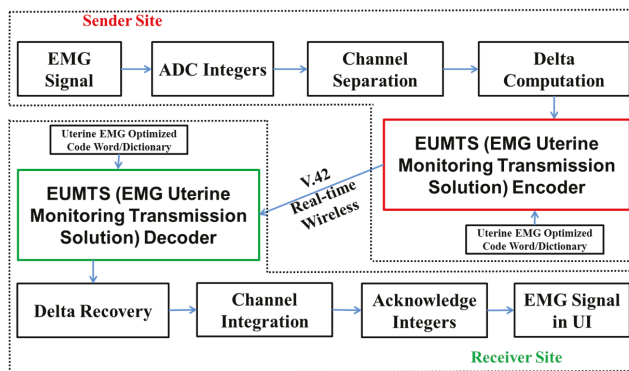 Sender Site
EMG
Signal
ADC Integers
Channel
Separation
Delta
Computation
Uterine EMG Optimized
Code Word/Dictionary
EUMTS (EMG Uterine
Monitoring Transmission
Solution) Encoder
V.42
Real-time
Wireless
EUMTS (EMG Uterine
Monitoring Transmission
Solution) Decoder
Uterine EMG Optimized
Code Word/Dictionary
Delta Recovery
Channel
Integration
Acknowledge
Integers
EMG Signal
in UI
Receiver Site